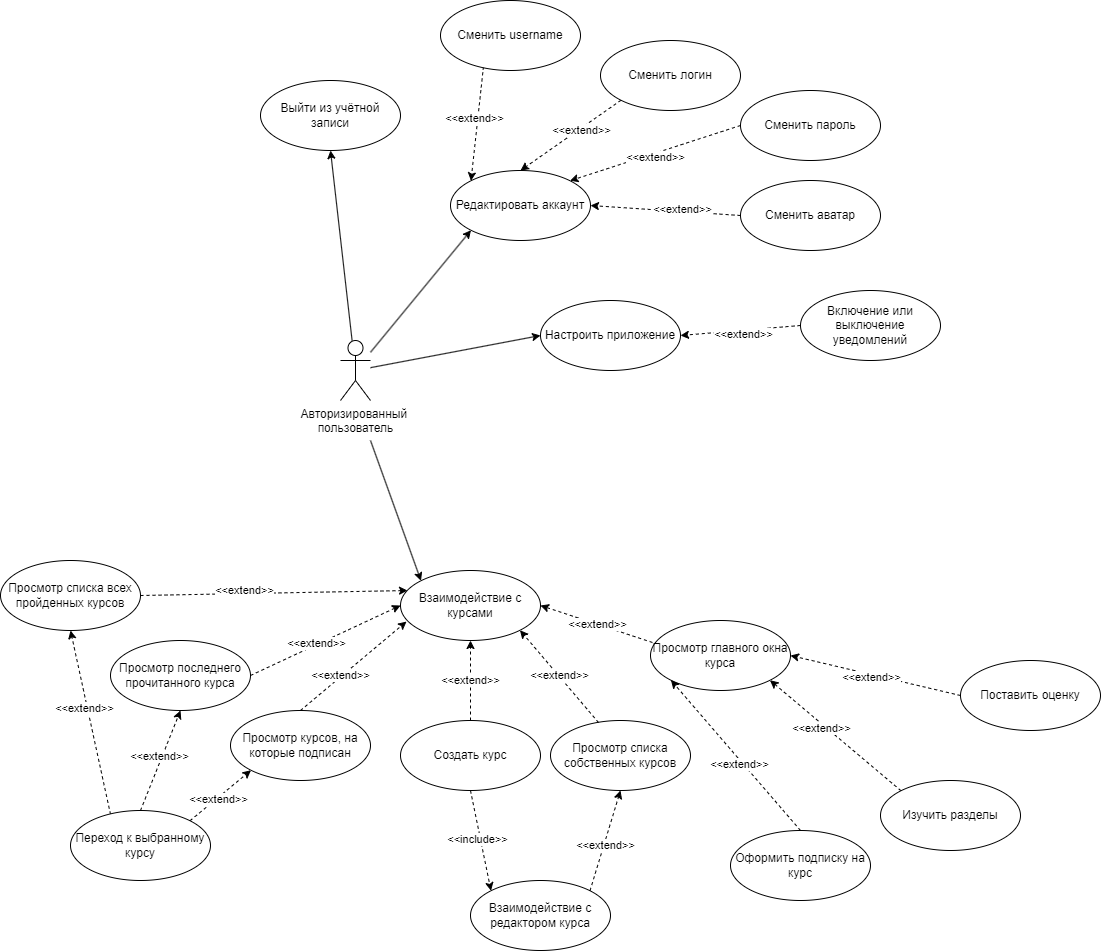 Сменить username
Сменить логин
<<extend>>
<<extend>>
Выйти из учётной
записи
Сменить пароль
<<extend>>
Редактировать аккаунт
<<extend>>
Сменить аватар
Настроить приложение
<<extend>>
Включение или
выключение
уведомлений
Авторизированный
пользователь
Просмотр списка всех
пройденных курсов
<<extend>>
Взаимодействие с
курсами
<<extend>>
Просмотр главного окна
курса
<<extend>>
Просмотр последнего
прочитанного курса
<<extend>>
<<extend>>
<<extend>>
<<extend>>
Поставить оценку
<<extend>>
Просмотр курсов, на
которые подписан
Создать курс
Просмотр списка
собственных курсов
<<extend>>
<<extend>>
<<extend>>
<<extend>>
Изучить разделы
Переход к выбранному
курсу
<<include>>
<<extend>>
Оформить подписку на
курс
Взаимодействие с
редактором курса